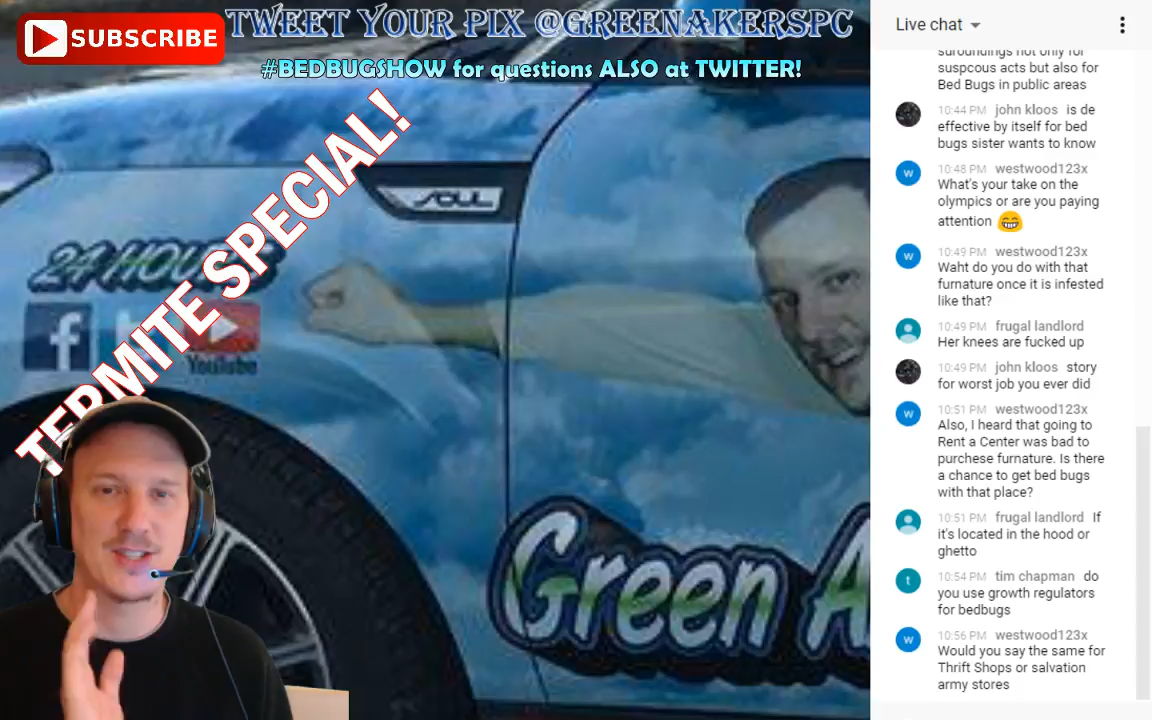 SUBSCRIBE
TWEET YOUR PIX @GREENAKERSPC
#BEDBUGSHOW for questions ALSO at TWITTER!
TERMITE SPECIAL!
SOUL
24 HOURS
f
Youtube
Green A
Live chat
suroundings not only for
suspcous acts but also for
Bed Bugs in public areas
10:44 PM john kloos is de
effective by itself for bed
bugs sister wants to know
w
10:48 PM westwood123x
What's your take on the
olympics or are you paying
attention 😁
w
10:49 PM westwood123x
Waht do you do with that
furnature once it is infested
like that?
10:49 PM frugal landlord
Her knees are fucked up
10:49 PM john kloos story
for worst job you ever did
w
10:51 PM westwood123x
Also, I heard that going to
Rent a Center was bad to
purchese furnature. Is there
a chance to get bed bugs
with that place?
10:51 PM frugal landlord If
it's located in the hood or
ghetto
t
10:54 PM tim chapman do
you use growth regulators
for bedbugs
w
10:56 PM westwood123x
Would you say the same for
Thrift Shops or salvation
army stores